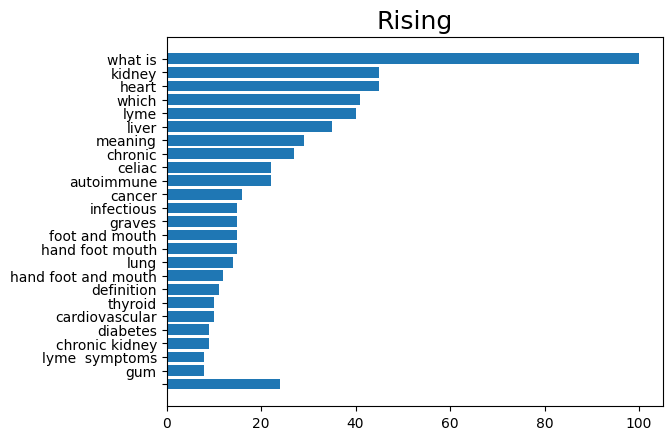 Rising
what is
kidney
heart
which
lyme
liver
meaning
chronic
celiac
autoimmune
cancer
infectious
graves
foot and mouth
hand foot mouth
lung
hand foot and mouth
definition
thyroid
cardiovascular
diabetes
chronic kidney
lyme  symptoms
gum
0 20 40 60 80 100